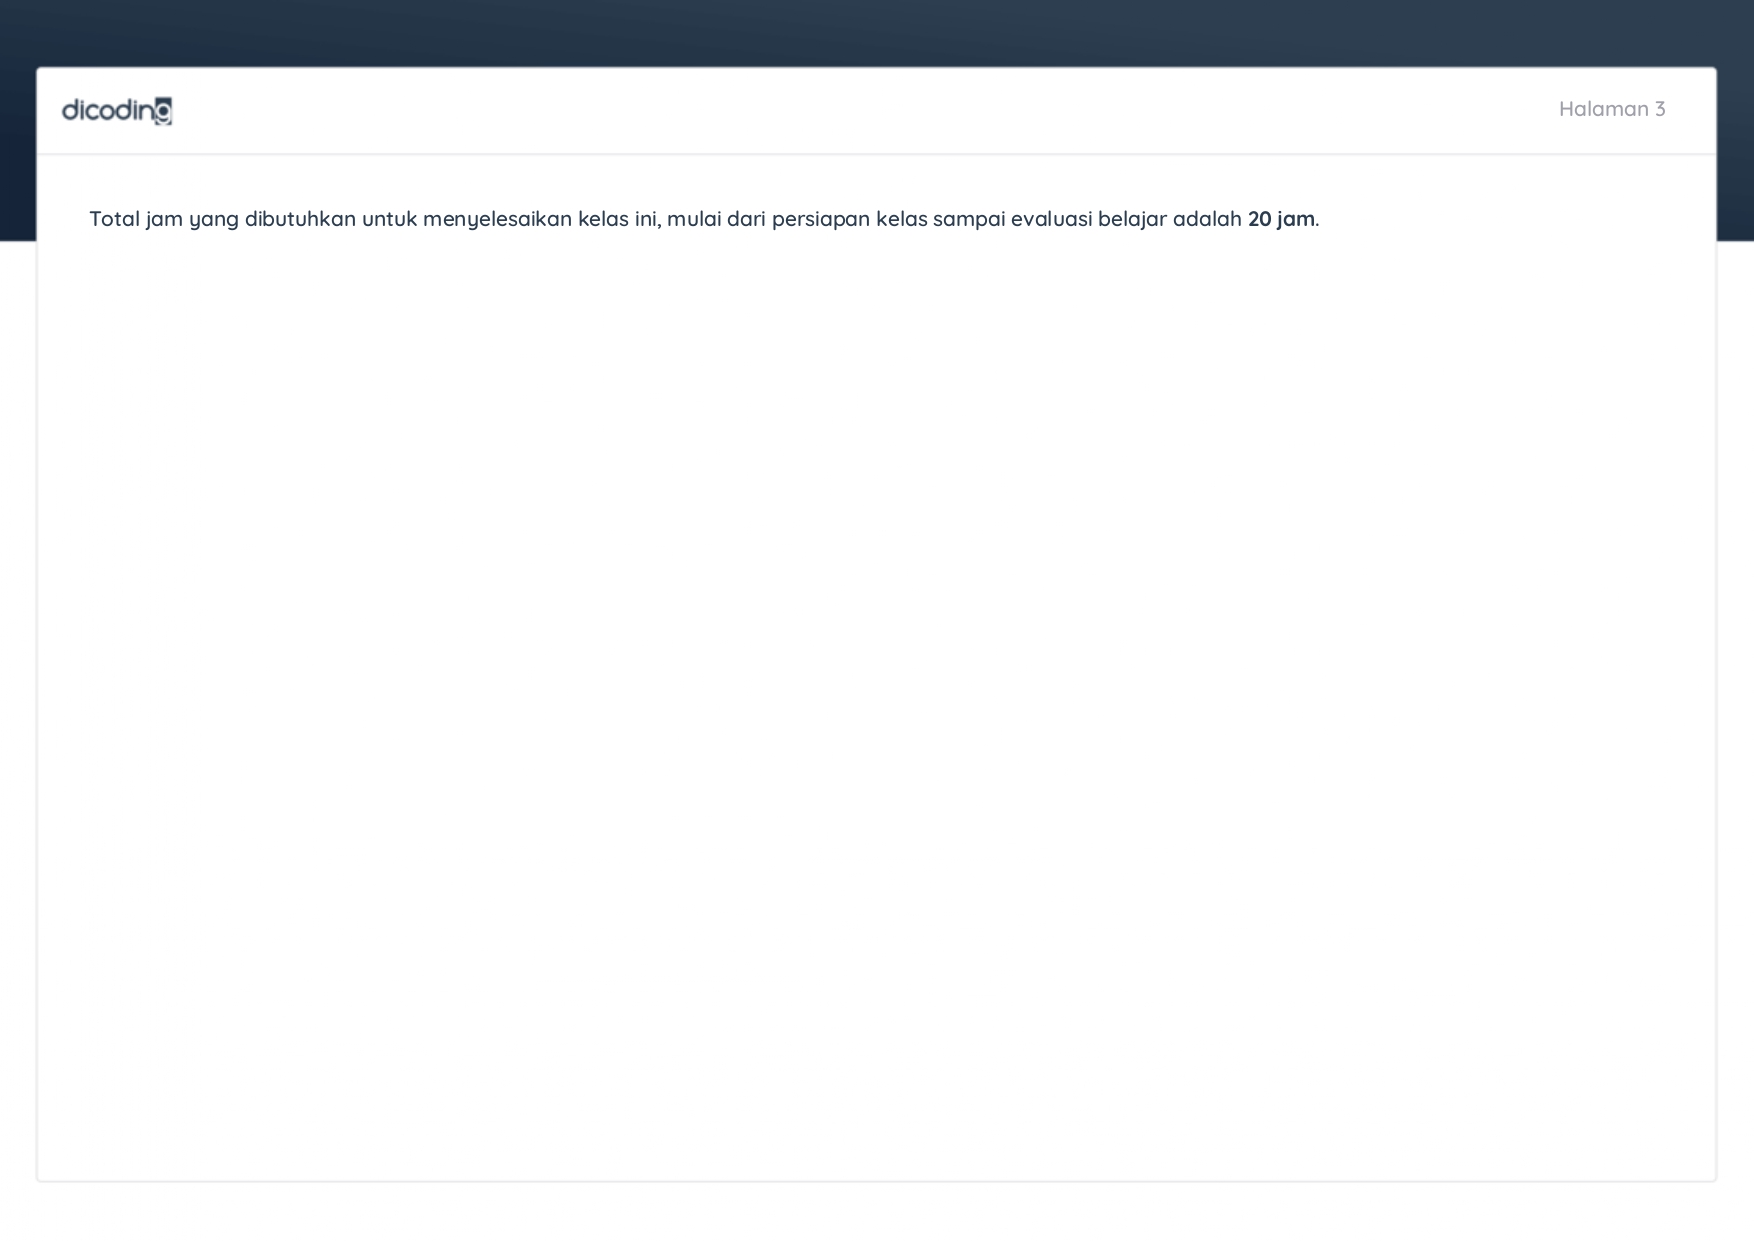 dicoding
Halaman 3
Total jam yang dibutuhkan untuk menyelesaikan kelas ini, mulai dari persiapan kelas sampai evaluasi belajar adalah 20 jam.